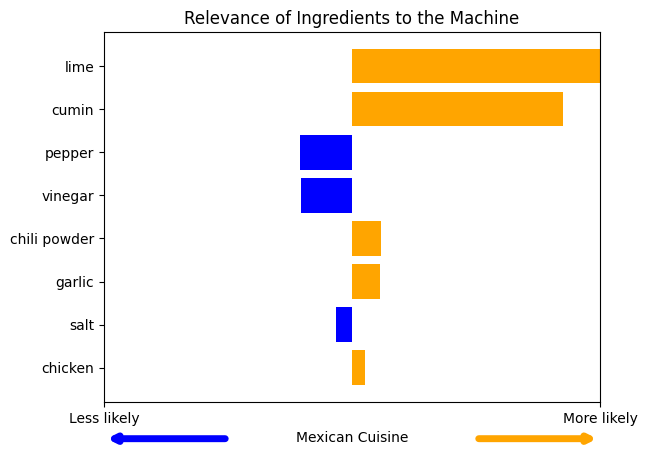 Relevance of Ingredients to the Machine
lime
cumin
pepper
vinegar
chili powder
garlic
salt
chicken
Less likely
More likely
Mexican Cuisine